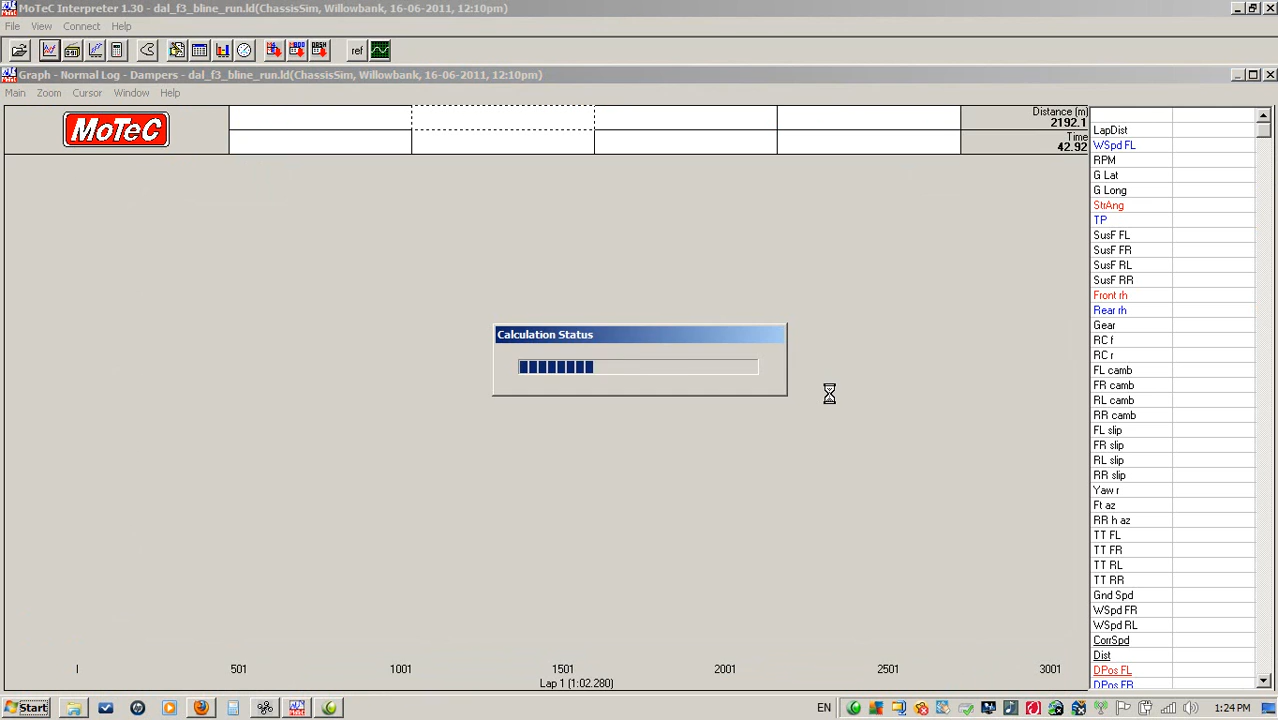 MoTeC Interpreter 1.30 - dal_f3_bline_run.ld(ChassisSim, Willowbank, 16-06-2011, 12:10pm)
File View Connect Help
ref
Graph - Normal Log - Dampers - dal_f3_bline_run.ld(ChassisSim, Willowbank, 16-06-2011, 12:10pm)
Main Zoom Cursor Window Help
MoTeC
Distance (m)
2192.1
Time
42.92
LapDist
WSpd FL
RPM
G Lat
G Long
StrAng
TP
SusF FL
SusF FR
SusF RL
SusF RR
Front rh
Rear rh
Gear
RC f
RC r
FL camb
FR camb
RL camb
RR camb
FL slip
FR slip
RL slip
RR slip
Yaw r
Ft az
RR h az
TT FL
TT FR
TT RL
TT RR
Gnd Spd
WSpd FR
WSpd RL
CorrSpd
Dist
DPos FL
DPos FR
Calculation Status
501 1001 1501 2001 2501 3001
Lap 1 (1:02.280)
Start
EN
1:24 PM